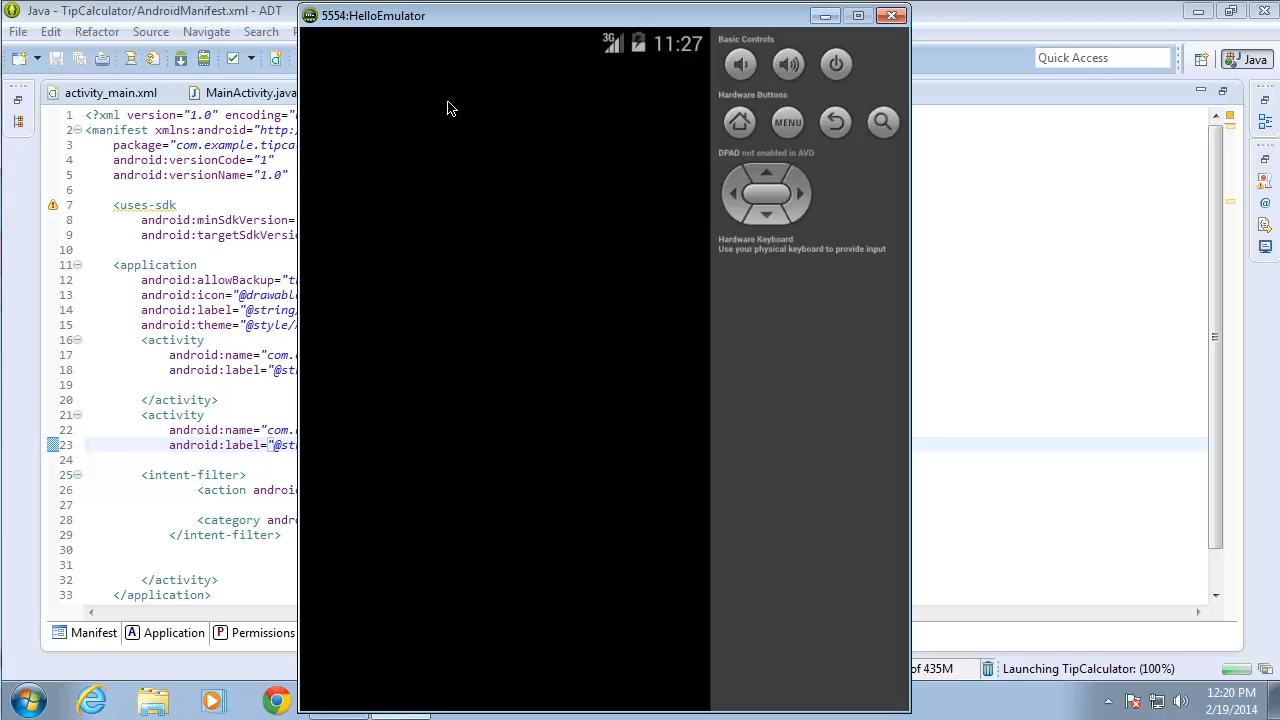 Java - TipCalculator/AndroidManifest.xml - ADT
5554:HelloEmulator
File Edit Refactor Source Navigate Search
Quick Access
Java
activity_main.xml
MainActivity.java
1 <?xml version="1.0" encoding="
2 <manifest xmlns:android="http:
3 package="com.example.tipca
4 android:versionCode="1"
5 android:versionName="1.0"
6
7 <uses-sdk
8 android:minSdkVersion=
9 android:targetSdkVersi
10
11 <application
12 android:allowBackup="t
13 android:icon="@drawabl
14 android:label="@string
15 android:theme="@style/
16 <activity
17 android:name="com.
18 android:label="@st
19
20 </activity>
21 <activity
22 android:name="com.
23 android:label="@st
24
25 <intent-filter>
26 <action android
27
28 <category andr
29 </intent-filter>
30
31
32 </activity>
33 </application>
Manifest
A Application
P Permissions
3G 11:27
Basic Controls
Hardware Buttons
MENU
DPAD not enabled in AVD
Hardware Keyboard
Use your physical keyboard to provide input
of 435M
Launching TipCalculator: (100%)
12:20 PM
2/19/2014